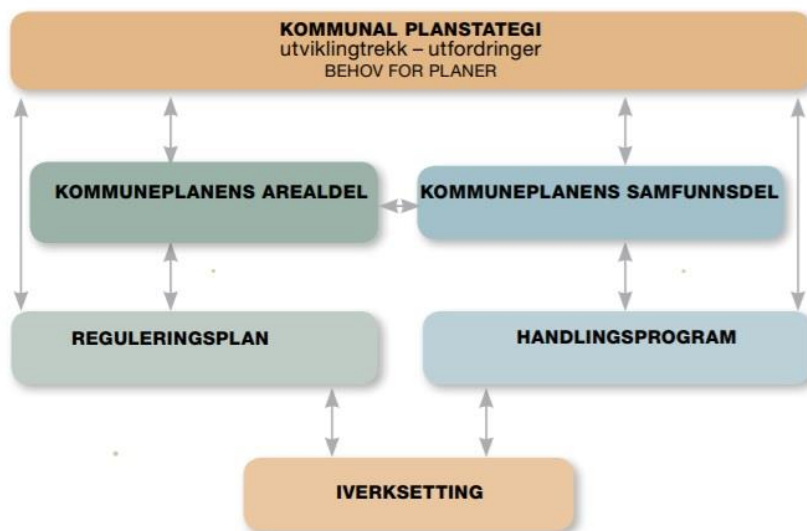 KOMMUNAL PLANSTATEGI
utviklingtrekk – utfordringer
BEHOV FOR PLANER
KOMMUNEPLANENS AREALDEL
KOMMUNEPLANENS SAMFUNNSDEL
REGULERINGSPLAN
HANDLINGSPROGRAM
IVERKSETTING